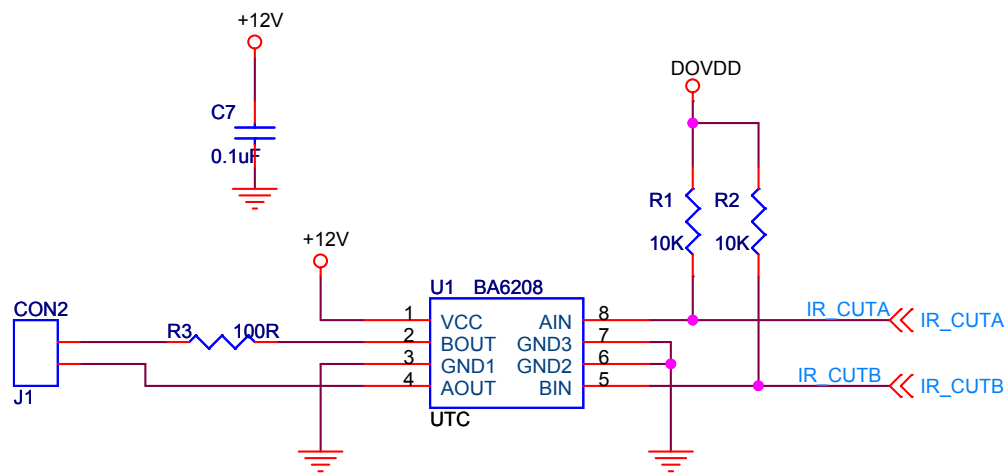 +12V
C7
0.1uF
DOVDD
R1
10K
R2
10K
+12V
U1 BA6208
CON2
J1
R3 100R
1 VCC AIN 8
2 BOUT GND3 7
3 GND1 GND2 6
4 AOUT BIN 5
UTC
IR_CUTA IR_CUTA
IR_CUTB IR_CUTB